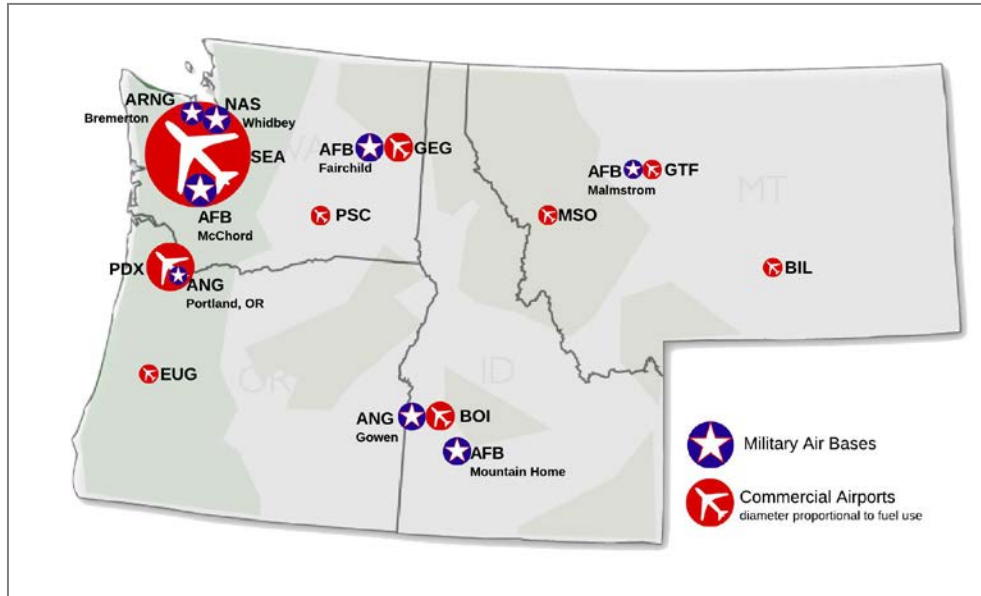 ARNG
Bremerton
NAS
Whidbey
SEA
WA
AFB
Fairchild
GEG
AFB
Malmstrom
GTF
MT
PSC
MSO
AFB
McChord
PDX
ANG
Portland, OR
BIL
EUG
OR
ID
ANG
Gowen
BOI
AFB
Mountain Home
Military Air Bases
Commercial Airports
diameter proportional to fuel use